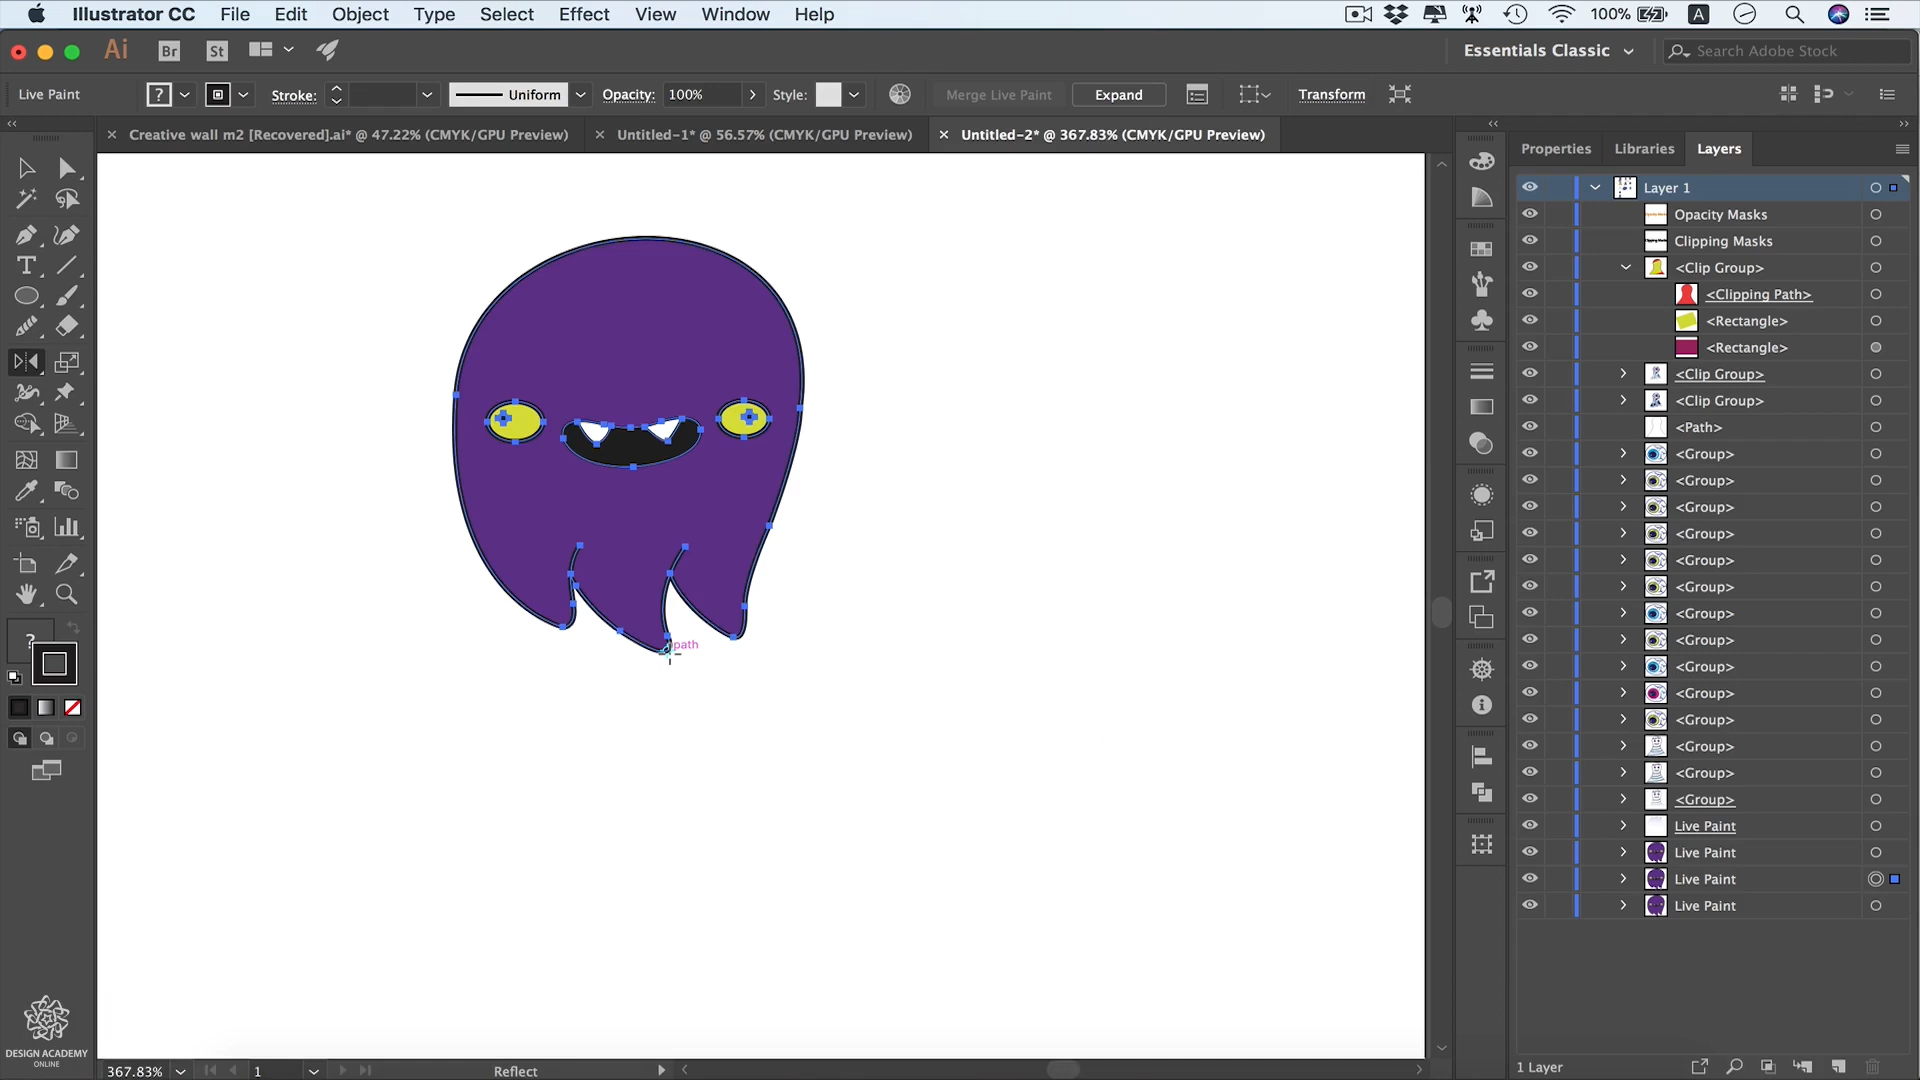 Illustrator CC File Edit Object Type Select Effect View Window Help 100% A
Ai Br St Essentials Classic Search Adobe Stock
Live Paint ? Stroke: Uniform Opacity: 100% Style: Merge Live Paint Expand Transform
Creative wall m2 [Recovered].ai* @ 47.22% (CMYK/GPU Preview) Untitled-1* @ 56.57% (CMYK/GPU Preview) Untitled-2* @ 367.83% (CMYK/GPU Preview)
Properties Libraries Layers
Layer 1
Opacity Masks
Clipping Masks
<Clip Group>
<Clipping Path>
<Rectangle>
<Rectangle>
<Clip Group>
<Clip Group>
<Path>
<Group>
<Group>
<Group>
<Group>
<Group>
<Group>
<Group>
<Group>
<Group>
<Group>
<Group>
<Group>
<Group>
<Group>
Live Paint
Live Paint
Live Paint
Live Paint
path
?
DESIGN ACADEMY
ONLINE
367.83% 1 Reflect 1 Layer